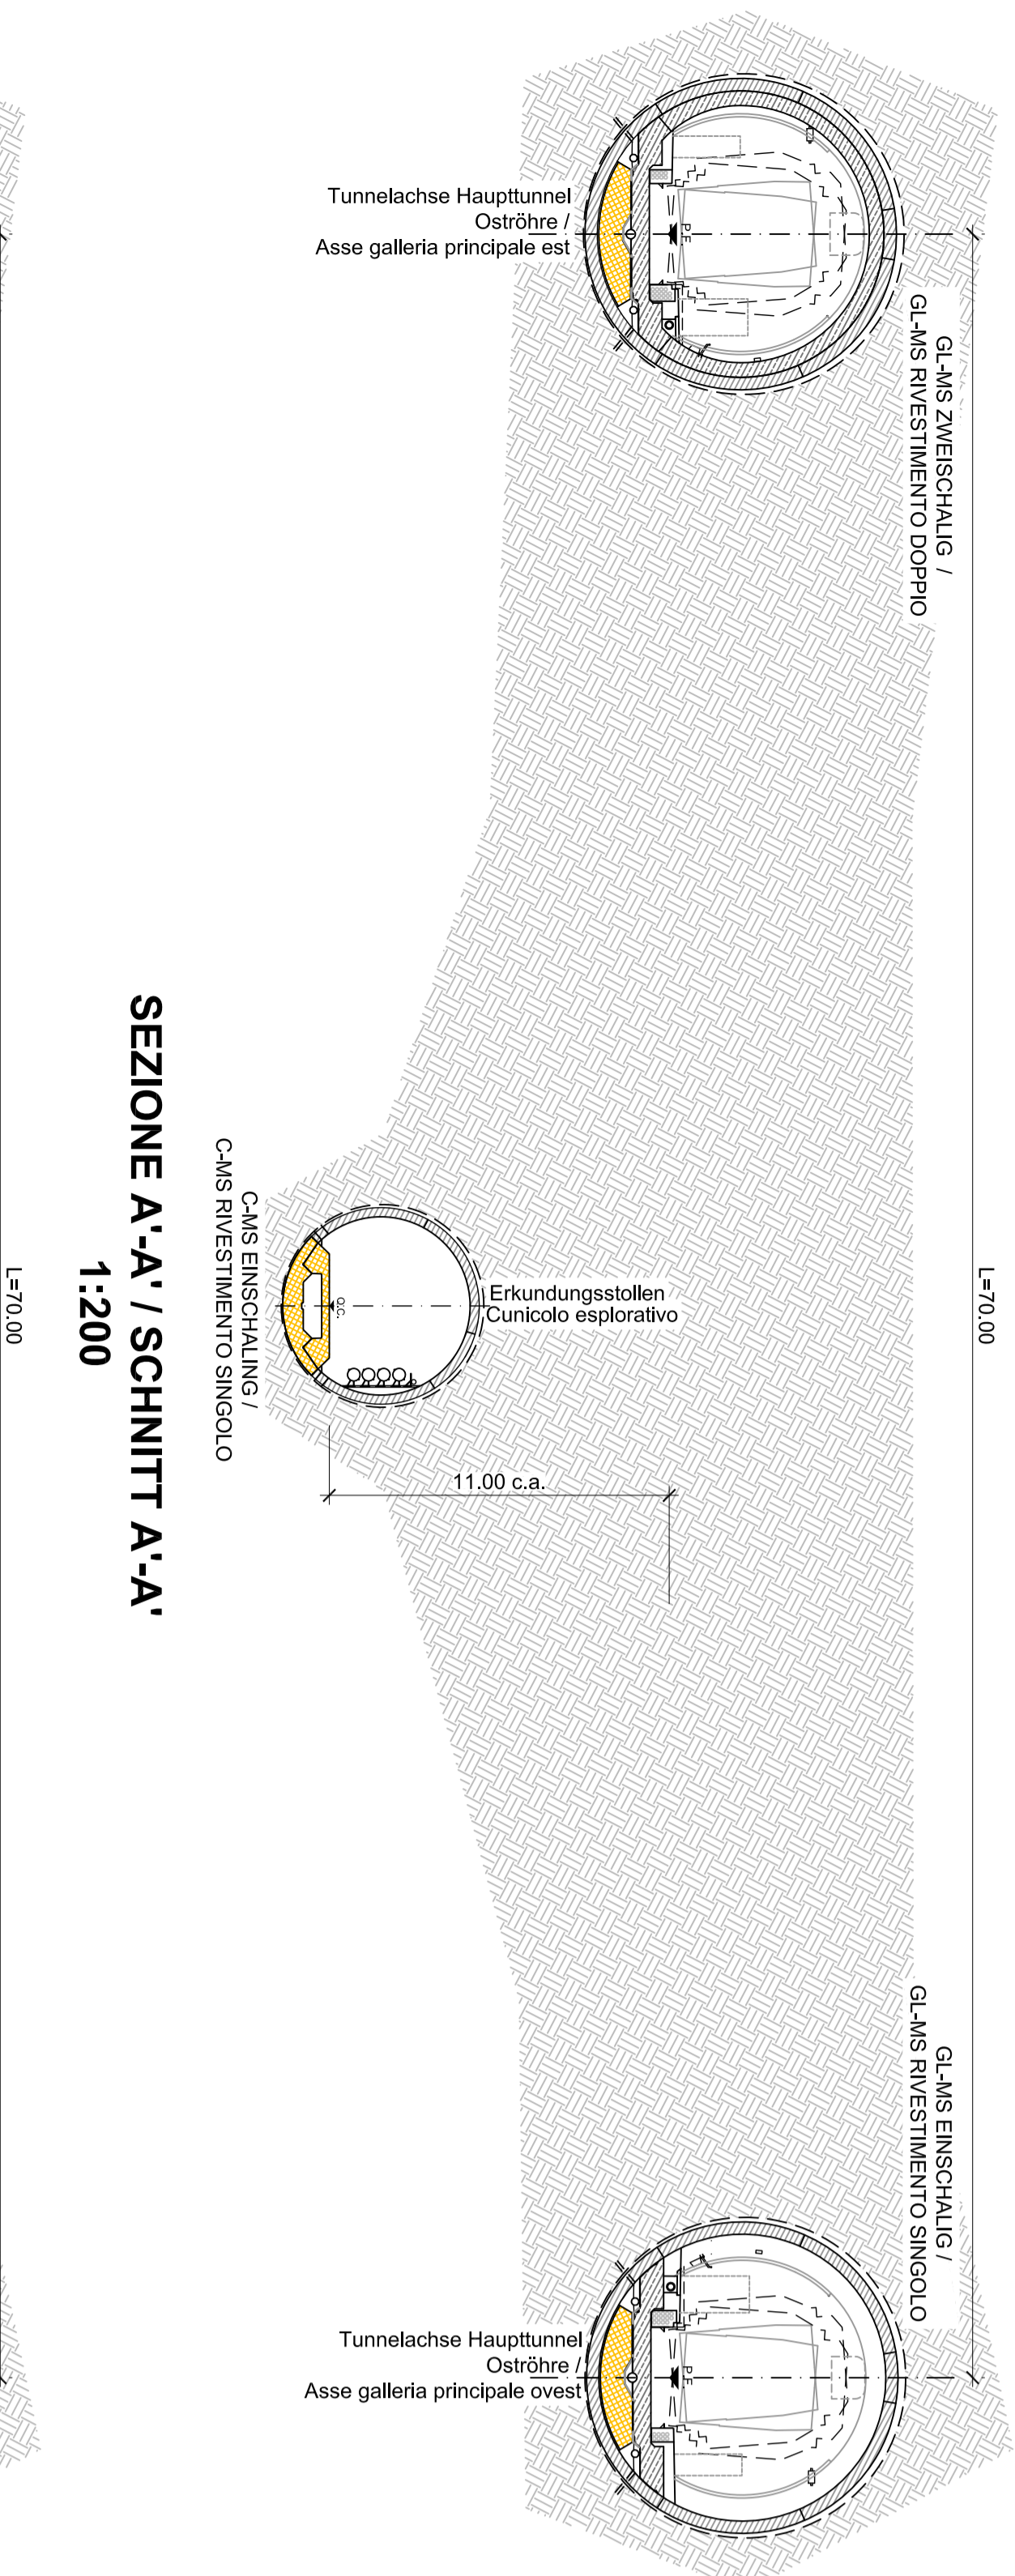 Tunnelachse Haupttunnel
Oströhre /
Asse galleria principale est
P.F.
GL-MS ZWEISCHALIG /
GL-MS RIVESTIMENTO DOPPIO
L=70.00
C-MS EINSCHALING /
C-MS RIVESTIMENTO SINGOLO
Q.C.
Erkundungsstollen
Cunicolo esplorativo
11.00 c.a.
SEZIONE A'-A' / SCHNITT A'-A'
1:200
L=70.00
GL-MS EINSCHALIG /
GL-MS RIVESTIMENTO SINGOLO
Tunnelachse Haupttunnel
Oströhre /
Asse galleria principale ovest
P.F.